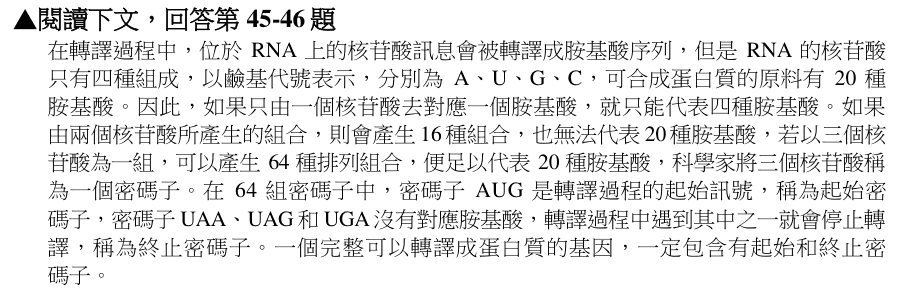 ▲閱讀下文，回答第 45-46 題
在轉譯過程中，位於 RNA 上的核苷酸訊息會被轉譯成胺基酸序列，但是 RNA 的核苷酸
只有四種組成，以鹼基代號表示，分別為 A、U、G、C，可合成蛋白質的原料有 20 種
胺基酸。因此，如果只由一個核苷酸去對應一個胺基酸，就只能代表四種胺基酸。如果
由兩個核苷酸所產生的組合，則會產生 16 種組合，也無法代表 20 種胺基酸，若以三個核
苷酸為一組，可以產生 64 種排列組合，便足以代表 20 種胺基酸，科學家將三個核苷酸稱
為一個密碼子。在 64 組密碼子中，密碼子 AUG 是轉譯過程的起始訊號，稱為起始密
碼子，密碼子 UAA、UAG 和 UGA 沒有對應胺基酸，轉譯過程中遇到其中之一就會停止轉
譯，稱為終止密碼子。一個完整可以轉譯成蛋白質的基因，一定包含有起始和終止密
碼子。